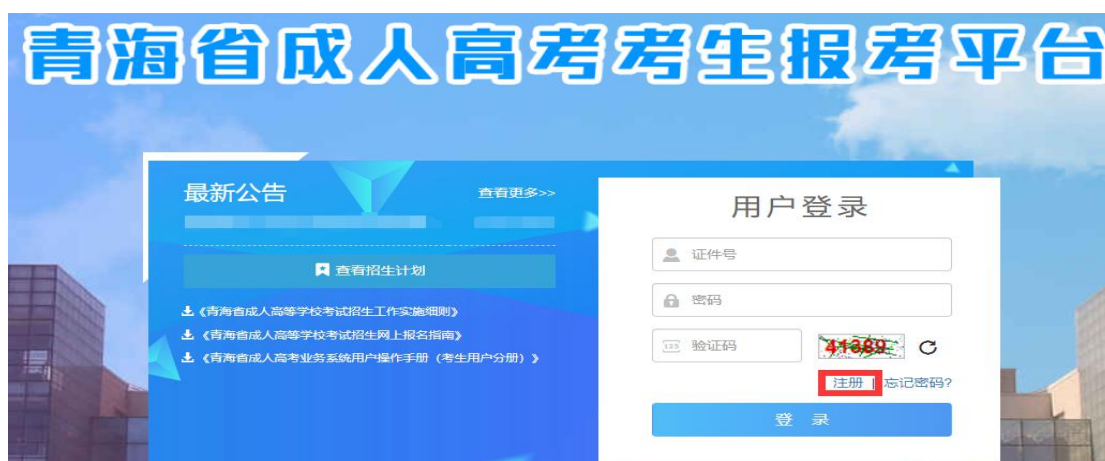 青海省成人高考考生报考平台
最新公告
查看更多>>
查看招生计划
《青海省成人高等学校考试招生工作实施细则》
《青海省成人高等学校考试招生网上报名指南》
《青海省成人高考业务系统用户操作手册（考生用户分册）》
用户登录
证件号
密码
123 验证码 41389
注册 | 忘记密码?
登 录